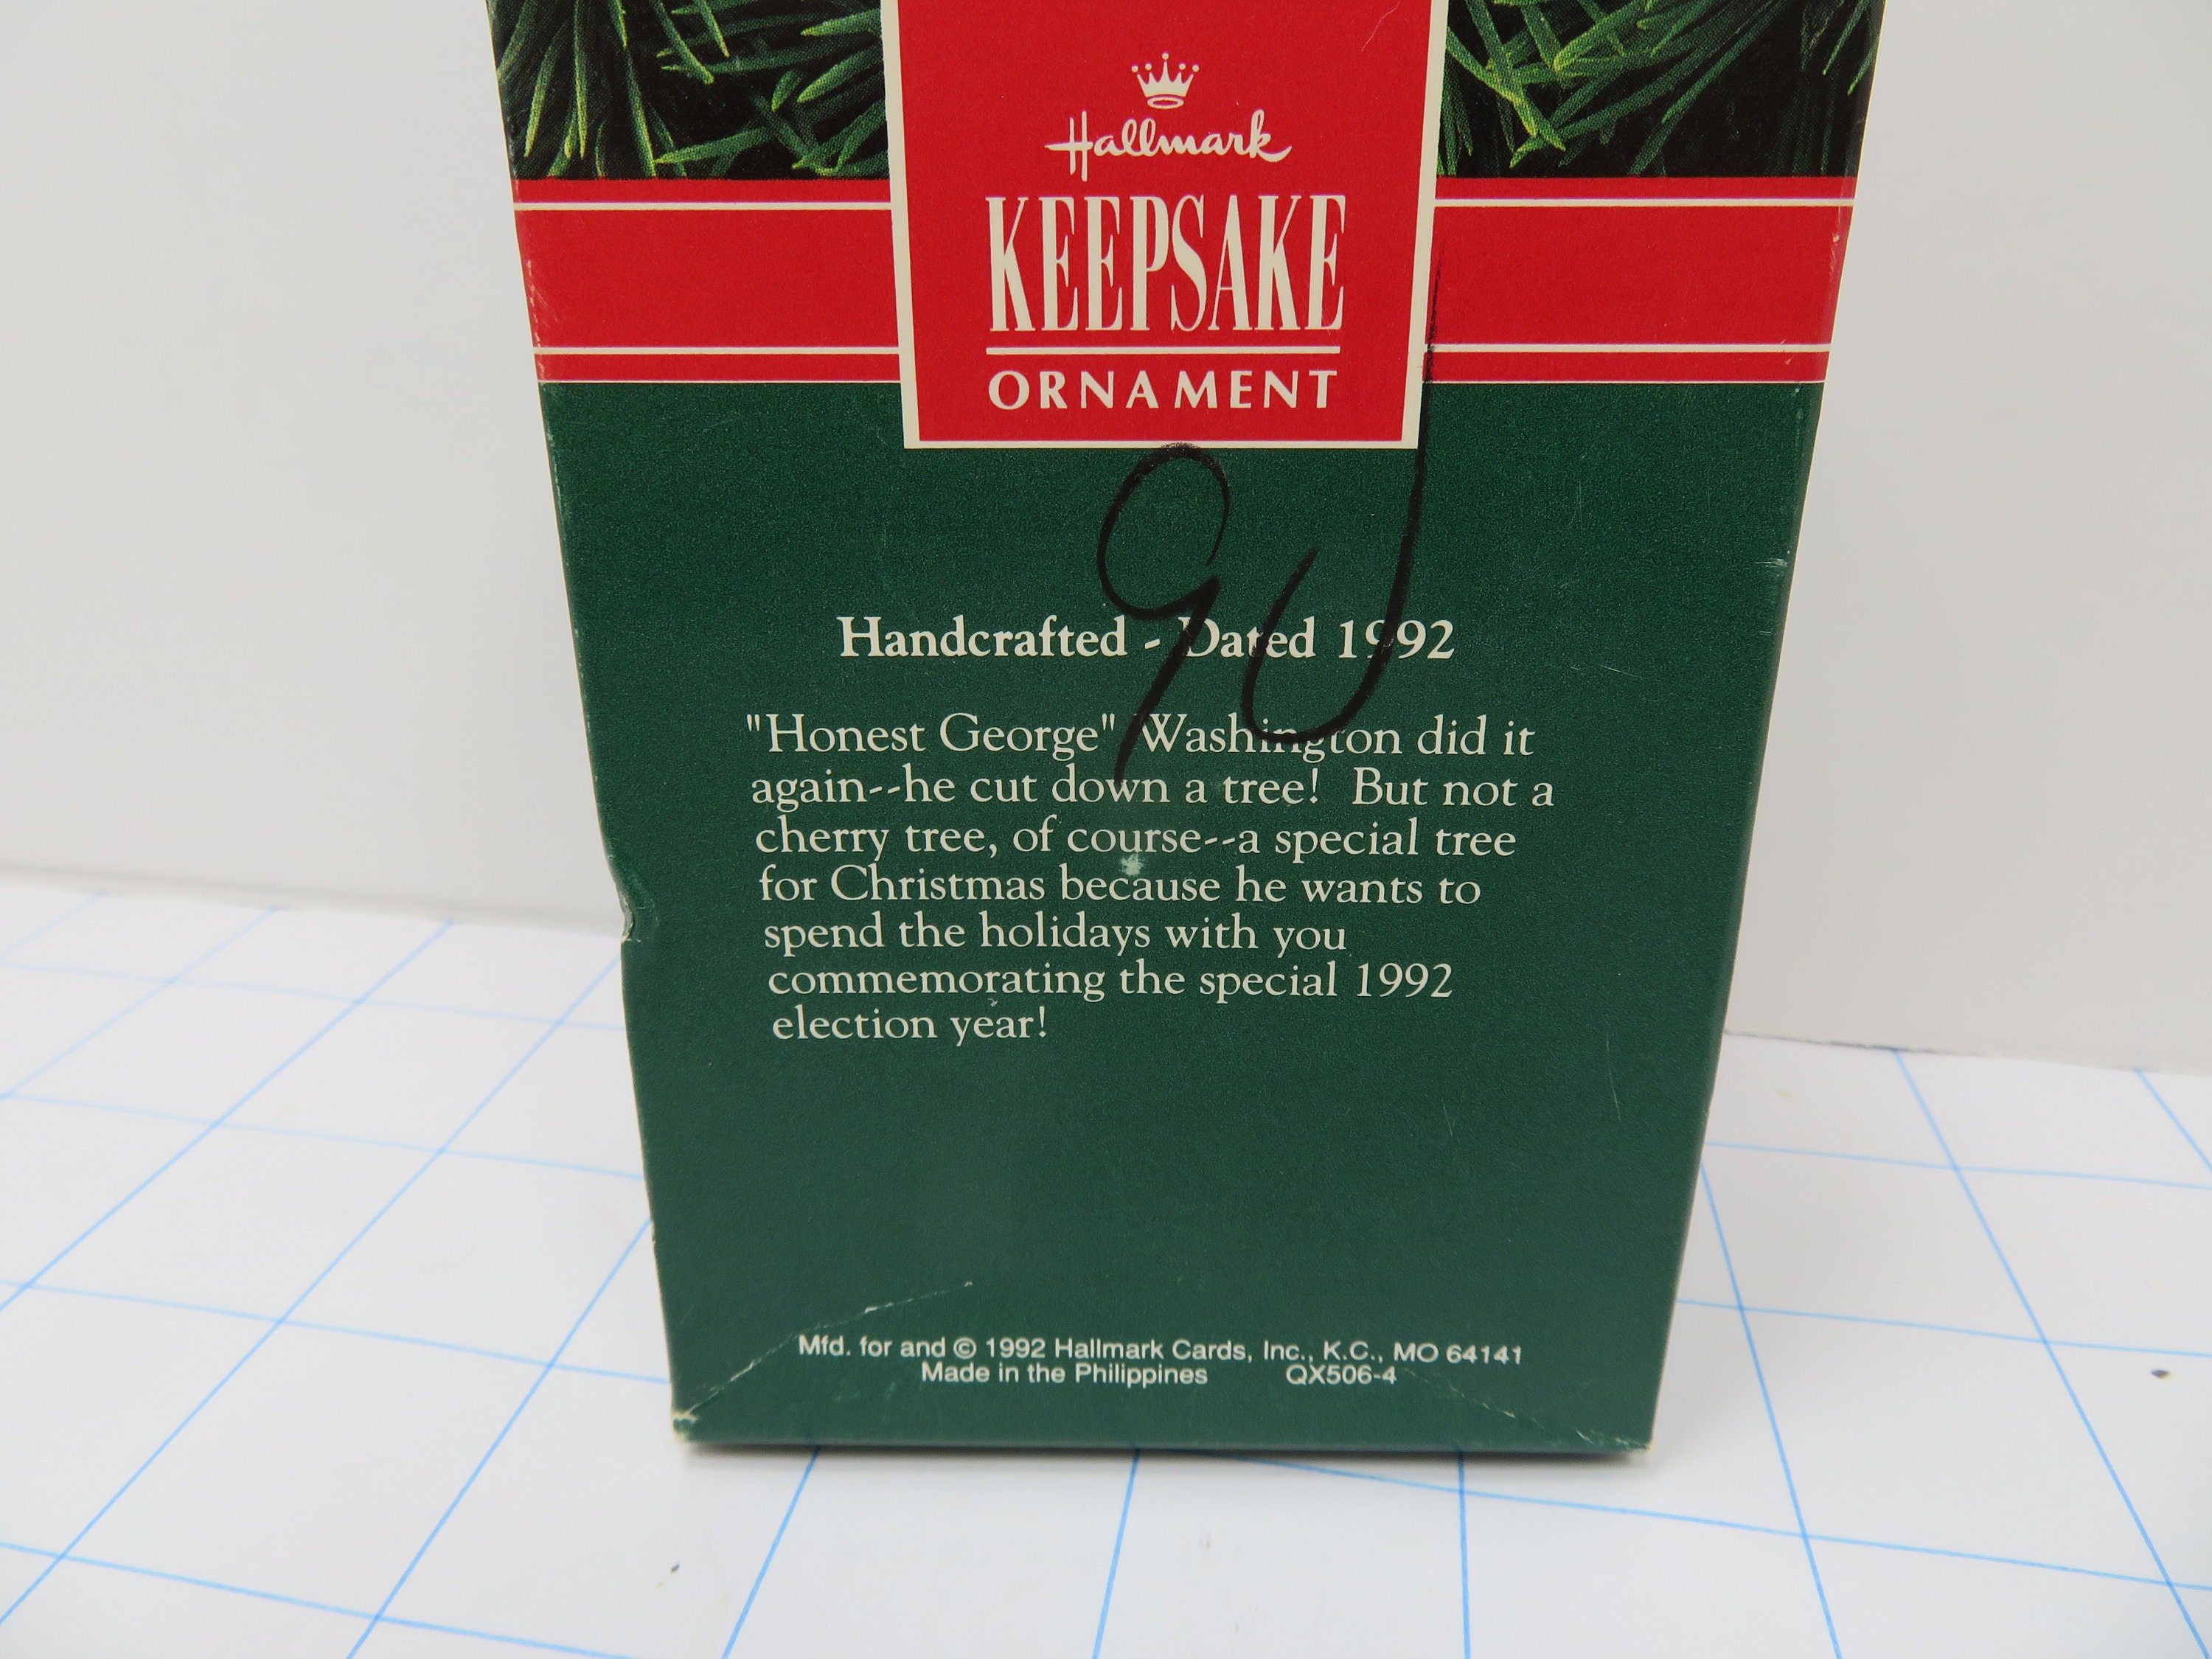 Hallmark
KEEPSAKE
ORNAMENT
Handcrafted - Dated 1992
"Honest George" Washington did it
again--he cut down a tree! But not a
cherry tree, of course--a special tree
for Christmas because he wants to
spend the holidays with you
commemorating the special 1992
election year!
Mfd. for and © 1992 Hallmark Cards, Inc., K.C., MO 64141
Made in the Philippines QX506-4